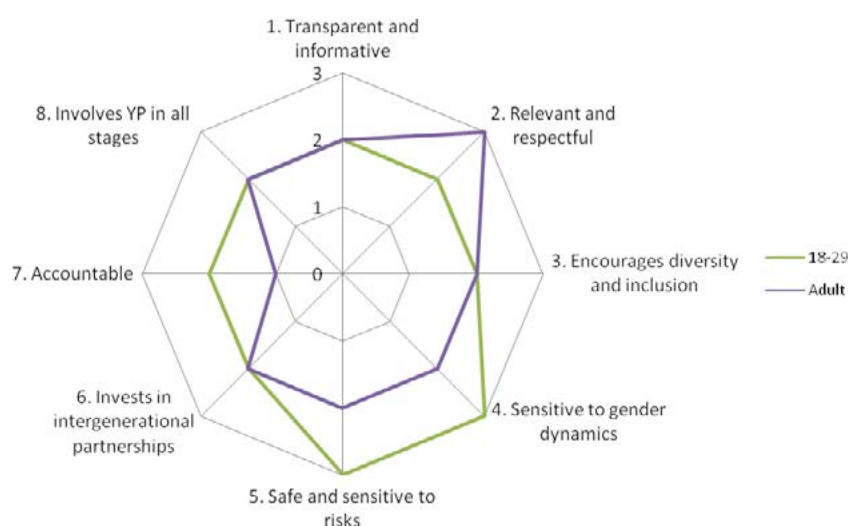 1. Transparent and
informative
3
2
1
0
2. Relevant and
respectful
3. Encourages diversity
and inclusion
4. Sensitive to gender
dynamics
5. Safe and sensitive to
risks
6. Invests in
intergenerational
partnerships
7. Accountable
8. Involves YP in all
stages
18-29
Adult